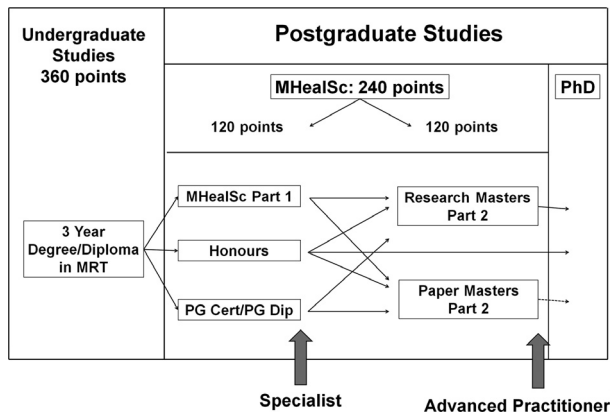 Undergraduate
Studies
360 points
Postgraduate Studies
MHealSc: 240 points
PhD
120 points
120 points
3 Year
Degree/Diploma
in MRT
MHealSc Part 1
Honours
PG Cert/PG Dip
Research Masters
Part 2
Paper Masters
Part 2
Specialist
Advanced Practitioner